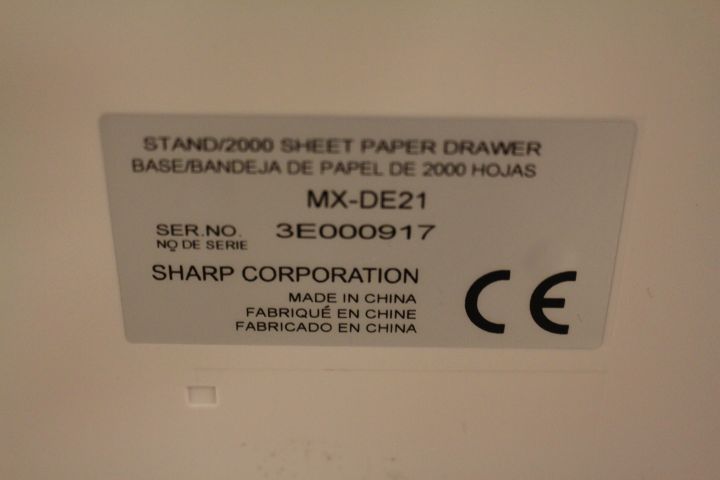 STAND/2000 SHEET PAPER DRAWER
BASE/BANDEJA DE PAPEL DE 2000 HOJAS
MX-DE21
SER.NO. 3E000917
NO DE SERIE
SHARP CORPORATION
MADE IN CHINA
FABRIQUÉ EN CHINE
FABRICADO EN CHINA
CE